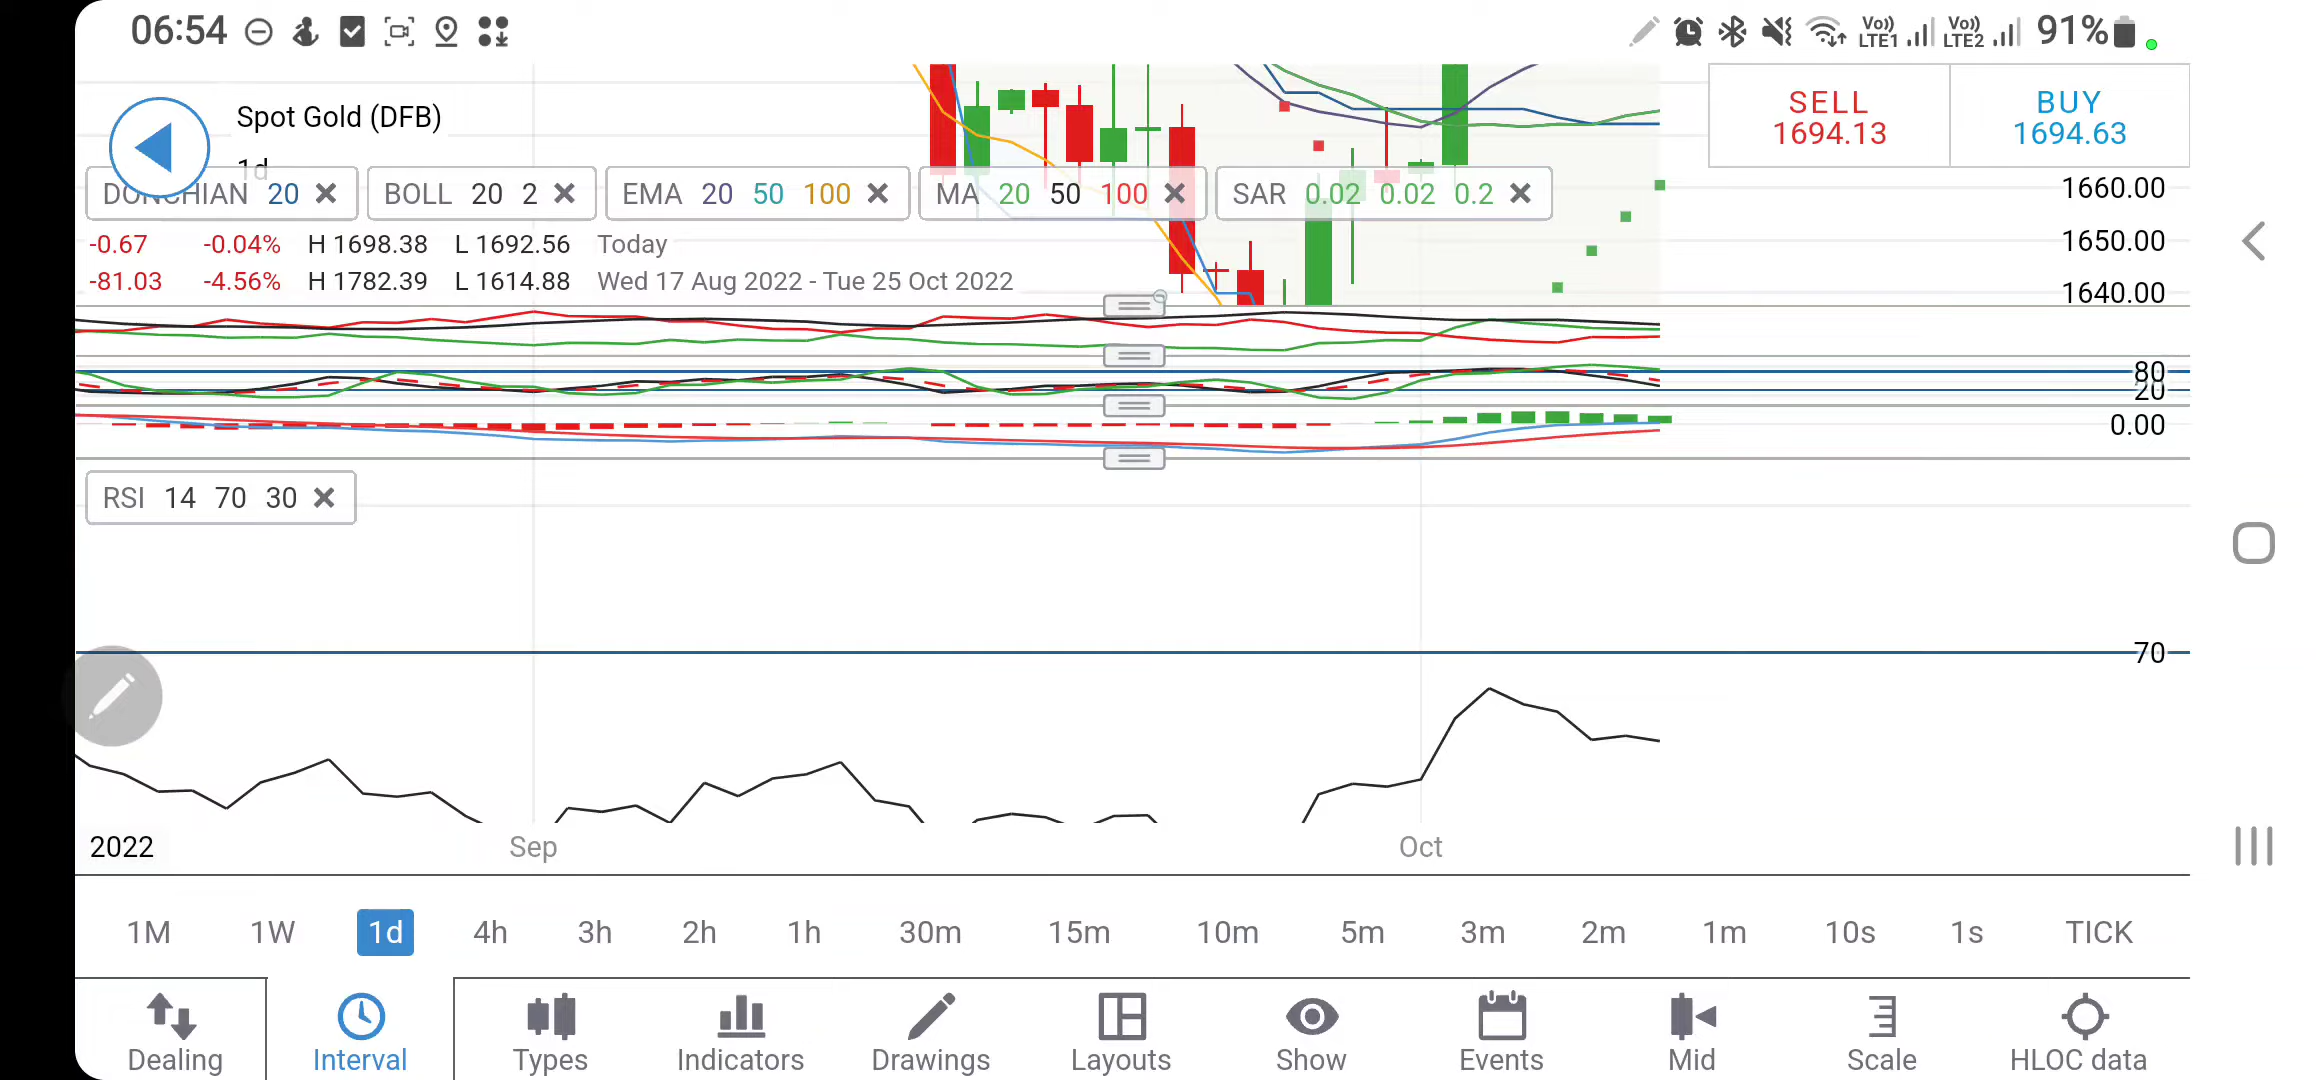 06:54
Vo)) LTE1 Vo)) LTE2 91%
Spot Gold (DFB)
1d
SELL
1694.13
BUY
1694.63
DONCHIAN 20
BOLL 20 2
EMA 20 50 100
MA 20 50 100
SAR 0.02 0.02 0.2
1660.00
-0.67 -0.04% H 1698.38 L 1692.56 Today
1650.00
-81.03 -4.56% H 1782.39 L 1614.88 Wed 17 Aug 2022 - Tue 25 Oct 2022
1640.00
80
20
0.00
RSI 14 70 30
70
2022 Sep Oct
1M 1W 1d 4h 3h 2h 1h 30m 15m 10m 5m 3m 2m 1m 10s 1s TICK
Dealing Interval Types Indicators Drawings Layouts Show Events Mid Scale HLOC data